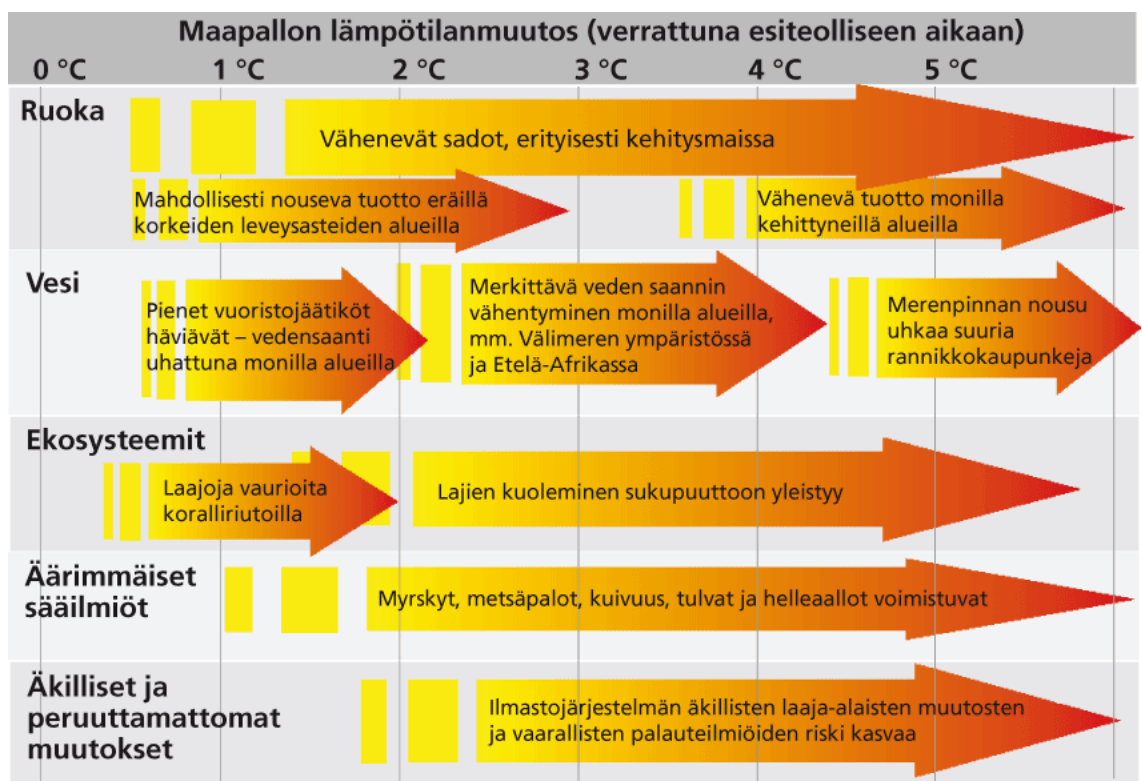 Maapallon lämpötilanmuutos (verrattuna esiteolliseen aikaan)
0 °C 1 °C 2 °C 3 °C 4 °C 5 °C
Ruoka
Vähenevät sadot, erityisesti kehitysmaissa
Mahdollisesti nouseva tuotto eräillä
korkeiden leveysasteiden alueilla
Vähenevä tuotto monilla
kehittyneillä alueilla
Vesi
Pienet vuoristojäätiköt
häviävät – vedensaanti
uhattuna monilla alueilla
Merkittävä veden saannin
vähentyminen monilla alueilla,
mm. Välimeren ympäristössä
ja Etelä-Afrikassa
Merenpinnan nousu
uhkaa suuria
rannikkokaupunkeja
Ekosysteemit
Laajoja vaurioita
koralliriutoilla
Lajien kuoleminen sukupuuttoon yleistyy
Äärimmäiset
sääilmiöt
Myrskyt, metsäpalot, kuivuus, tulvat ja helleaallot voimistuvat
Äkilliset ja
peruuttamattomat
muutokset
Ilmastojärjestelmän äkillisten laaja-alaisten muutosten
ja vaarallisten palauteilmiöiden riski kasvaa